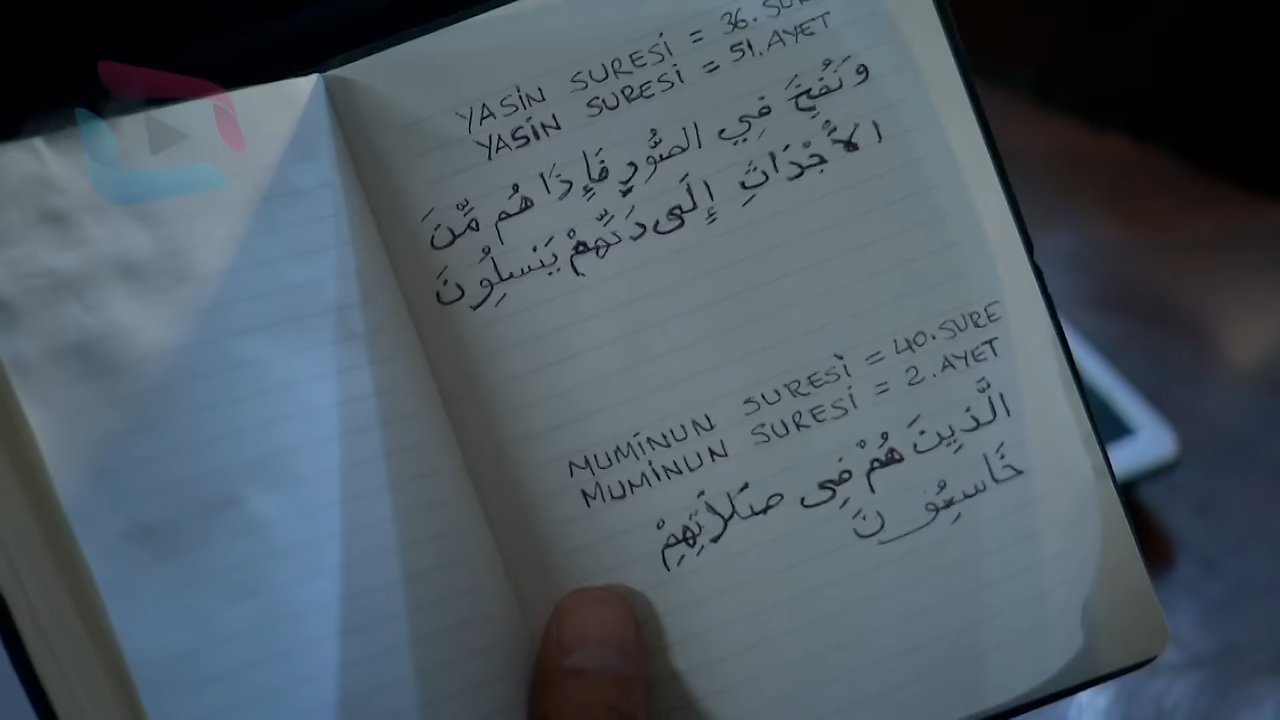 YASİN SURESİ = 36. SURE
YASİN SURESİ = 51. AYET
وَنُفِخَ فِي الصُّورِ فَإِذَا هُم مِّنَ
الأَجْدَاثِ إِلَى رَبِّهِمْ يَنسِلُونَ
MUMİNUN SURESİ = 40. SURE
MUMİNUN SURESİ = 2. AYET
الَّذِينَ هُمْ فِى صَلَاتِهِمْ
خَاسِعُونَ